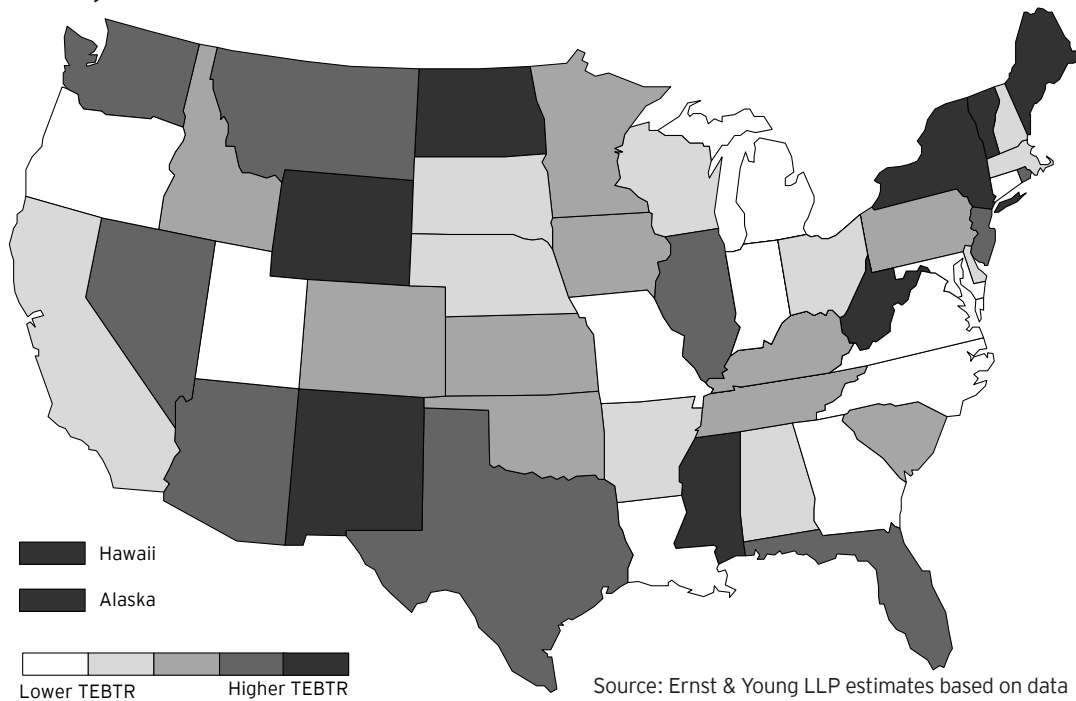 Hawaii
Alaska
Lower TEBTR
Higher TEBTR
Source: Ernst & Young LLP estimates based on data